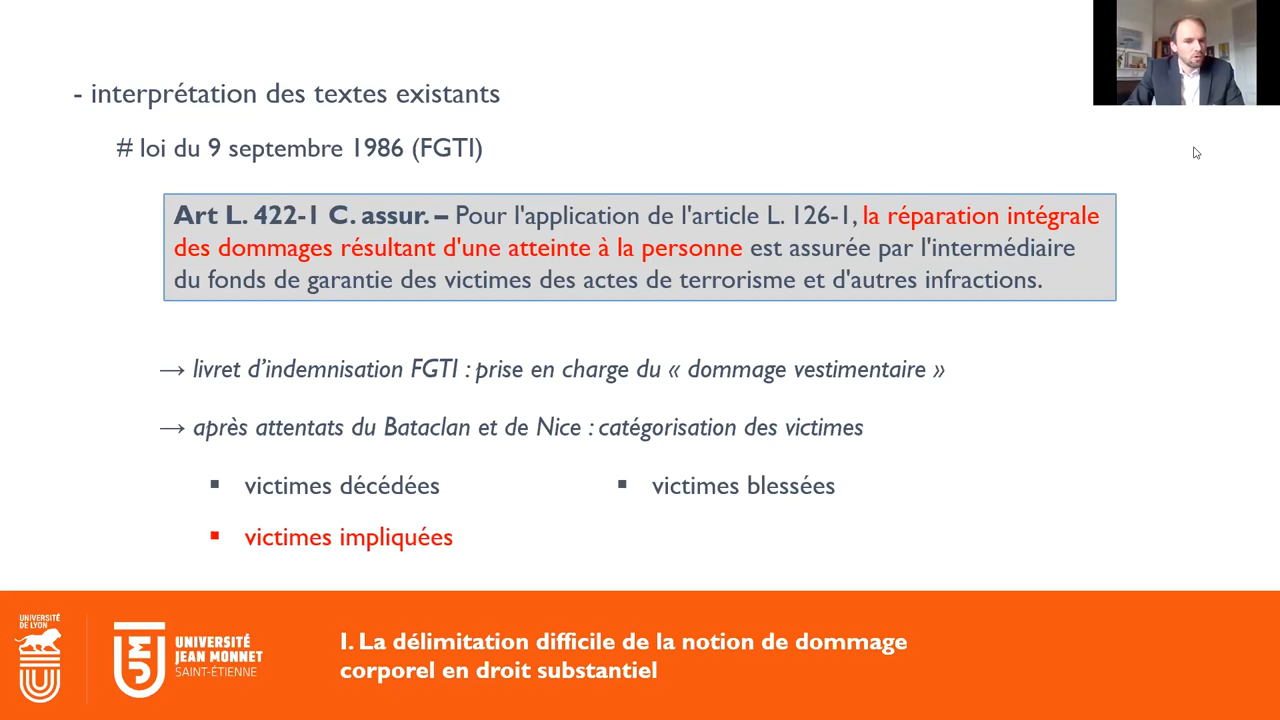 - interprétation des textes existants
# loi du 9 septembre 1986 (FGTI)
Art L. 422-1 C. assur. – Pour l'application de l'article L. 126-1, la réparation intégrale
des dommages résultant d'une atteinte à la personne est assurée par l'intermédiaire
du fonds de garantie des victimes des actes de terrorisme et d'autres infractions.
→ livret d’indemnisation FGTI : prise en charge du « dommage vestimentaire »
→ après attentats du Bataclan et de Nice : catégorisation des victimes
▪ victimes décédées
▪ victimes blessées
▪ victimes impliquées
UNIVERSITÉ
DE LYON
UNIVERSITÉ
JEAN MONNET
SAINT-ÉTIENNE
I. La délimitation difficile de la notion de dommage
corporel en droit substantiel